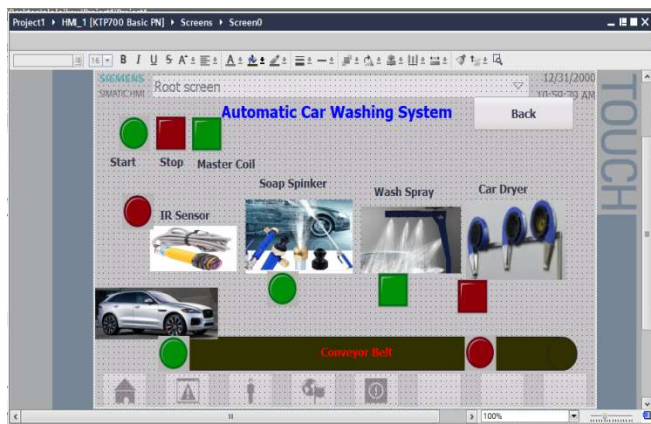 Project1 ▸ HMI_1 [KTP700 Basic PN] ▸ Screens ▸ Screen0
16 B I U S A
SIEMENS
SIMATIC HMI
Root screen
12/31/2000
10:59:39 AM
TOUCH
Automatic Car Washing System
Back
Start
Stop
Master Coil
IR Sensor
Soap Spinker
Wash Spray
Car Dryer
Conveyor Belt
100%